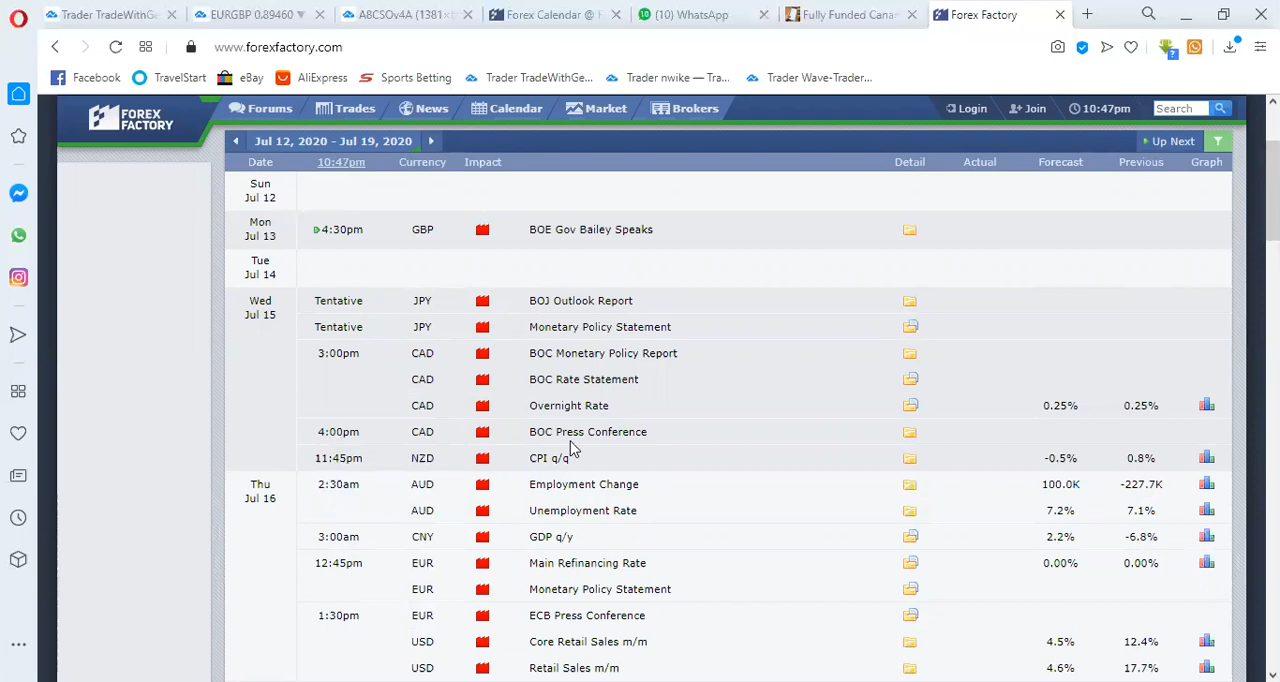 Trader TradeWithGe
EURGBP 0.89460 ▼
A8CSOv4A (1381×
Forex Calendar @ F
(10) WhatsApp
Fully Funded Cana
Forex Factory
www.forexfactory.com
Facebook TravelStart eBay AliExpress Sports Betting Trader TradeWithGe... Trader nwike — Tra... Trader Wave-Trader...
FOREX FACTORY Forums Trades News Calendar Market Brokers Login Join 10:47pm Search
Jul 12, 2020 - Jul 19, 2020 Up Next
Date 10:47pm Currency Impact Detail Actual Forecast Previous Graph
Sun
Jul 12
Mon
Jul 13
4:30pm GBP BOE Gov Bailey Speaks
Tue
Jul 14
Wed
Jul 15
Tentative JPY BOJ Outlook Report
Tentative JPY Monetary Policy Statement
3:00pm CAD BOC Monetary Policy Report
CAD BOC Rate Statement
CAD Overnight Rate 0.25% 0.25%
4:00pm CAD BOC Press Conference
11:45pm NZD CPI q/q -0.5% 0.8%
Thu
Jul 16
2:30am AUD Employment Change 100.0K -227.7K
AUD Unemployment Rate 7.2% 7.1%
3:00am CNY GDP q/y 2.2% -6.8%
12:45pm EUR Main Refinancing Rate 0.00% 0.00%
EUR Monetary Policy Statement
1:30pm EUR ECB Press Conference
USD Core Retail Sales m/m 4.5% 12.4%
USD Retail Sales m/m 4.6% 17.7%